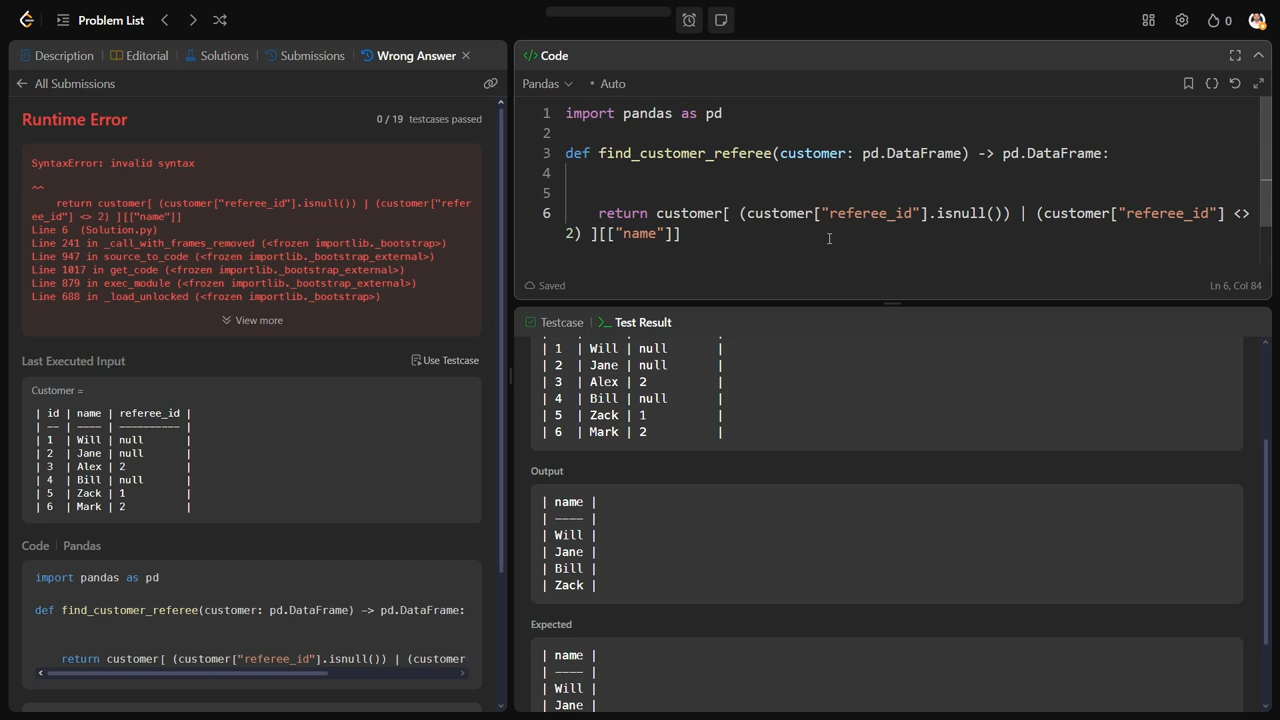 Problem List
0
Description
Editorial
Solutions
Submissions
Wrong Answer
All Submissions
Runtime Error
0 / 19 testcases passed
SyntaxError: invalid syntax
^^
return customer[ (customer["referee_id"].isnull()) | (customer["refer
ee_id"] <> 2) ][["name"]]
Line 6 (Solution.py)
Line 241 in _call_with_frames_removed (<frozen importlib._bootstrap>)
Line 947 in source_to_code (<frozen importlib._bootstrap_external>)
Line 1017 in get_code (<frozen importlib._bootstrap_external>)
Line 879 in exec_module (<frozen importlib._bootstrap_external>)
Line 688 in _load_unlocked (<frozen importlib._bootstrap>)
View more
Last Executed Input
Use Testcase
Customer =
| id | name | referee_id |
| -- | ---- | ---------- |
| 1 | Will | null |
| 2 | Jane | null |
| 3 | Alex | 2 |
| 4 | Bill | null |
| 5 | Zack | 1 |
| 6 | Mark | 2 |
Code | Pandas
import pandas as pd
def find_customer_referee(customer: pd.DataFrame) -> pd.DataFrame:
return customer[ (customer["referee_id"].isnull()) | (customer
</> Code
Pandas
• Auto
1 import pandas as pd
2
3 def find_customer_referee(customer: pd.DataFrame) -> pd.DataFrame:
4
5
6 return customer[ (customer["referee_id"].isnull()) | (customer["referee_id"] <>
2) ][["name"]]
Saved
Ln 6, Col 84
Testcase
>_ Test Result
| 1 | Will | null |
| 2 | Jane | null |
| 3 | Alex | 2 |
| 4 | Bill | null |
| 5 | Zack | 1 |
| 6 | Mark | 2 |
Output
| name |
| ---- |
| Will |
| Jane |
| Bill |
| Zack |
Expected
| name |
| ---- |
| Will |
| Jane |